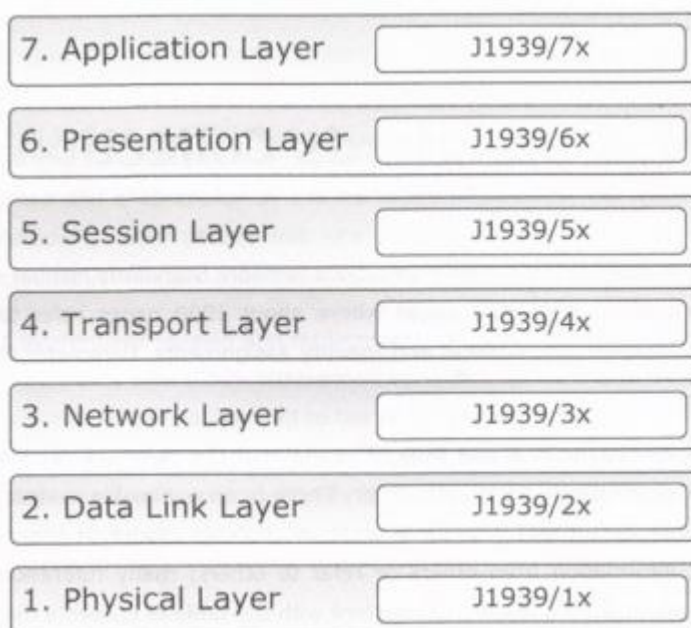 7. Application Layer J1939/7x
6. Presentation Layer J1939/6x
5. Session Layer J1939/5x
4. Transport Layer J1939/4x
3. Network Layer J1939/3x
2. Data Link Layer J1939/2x
1. Physical Layer J1939/1x